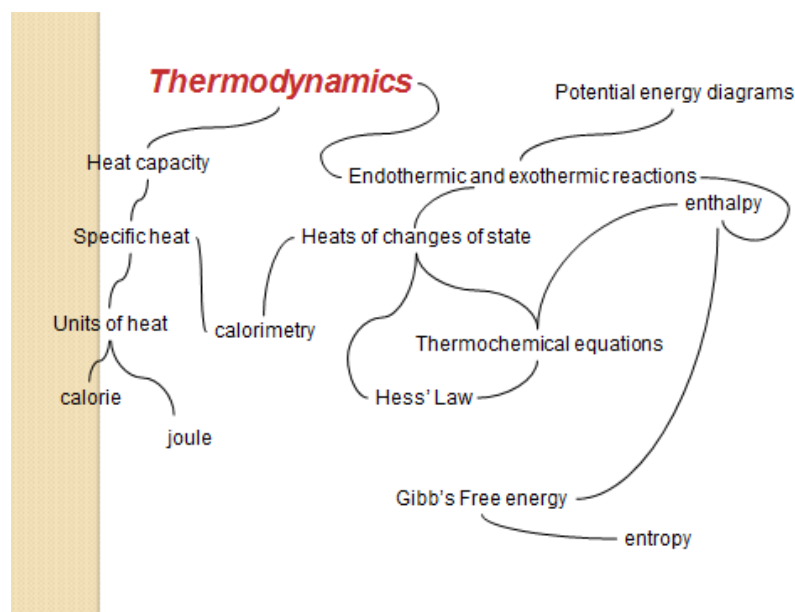 Thermodynamics
Potential energy diagrams
Heat capacity
Endothermic and exothermic reactions
enthalpy
Specific heat
Heats of changes of state
Units of heat
calorimetry
Thermochemical equations
calorie
Hess’ Law
joule
Gibb’s Free energy
entropy